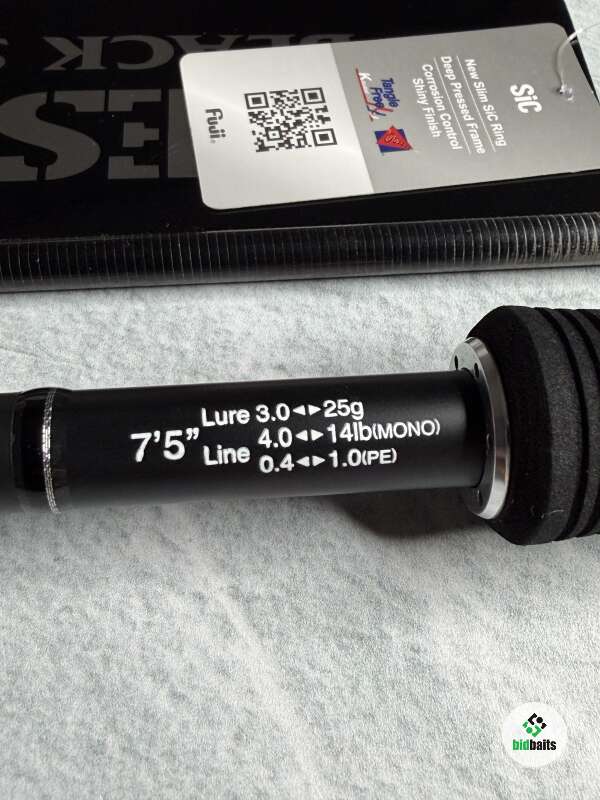 BLACK S
SiC
New Slim SiC Ring
Deep Pressed Frame
Corrosion Control
Shiny Finish
Tangle
Free!
Fuji
7’5”
Lure 3.0◄►25g
Line 4.0◄►14lb(MONO)
0.4◄►1.0(PE)
bidbaits